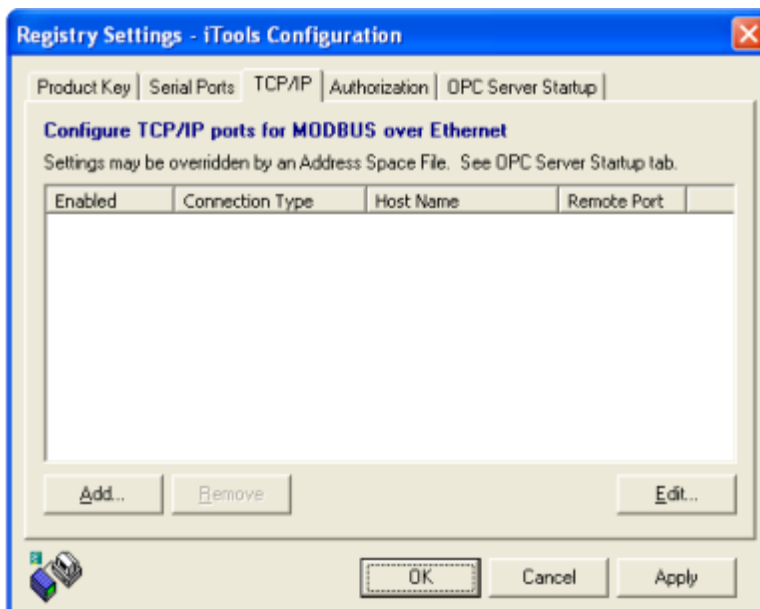 Registry Settings - iTools Configuration
Product Key Serial Ports TCP/IP Authorization OPC Server Startup
Configure TCP/IP ports for MODBUS over Ethernet
Settings may be overridden by an Address Space File. See OPC Server Startup tab.
Enabled Connection Type Host Name Remote Port
Add... Remove Edit...
OK Cancel Apply